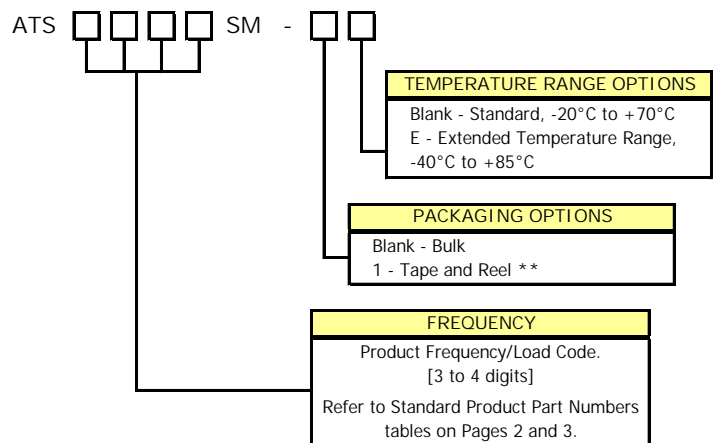 ATS SM -
TEMPERATURE RANGE OPTIONS
Blank - Standard, -20°C to +70°C
E - Extended Temperature Range,
-40°C to +85°C
PACKAGING OPTIONS
Blank - Bulk
1 - Tape and Reel **
FREQUENCY
Product Frequency/Load Code.
[3 to 4 digits]
Refer to Standard Product Part Numbers
tables on Pages 2 and 3.